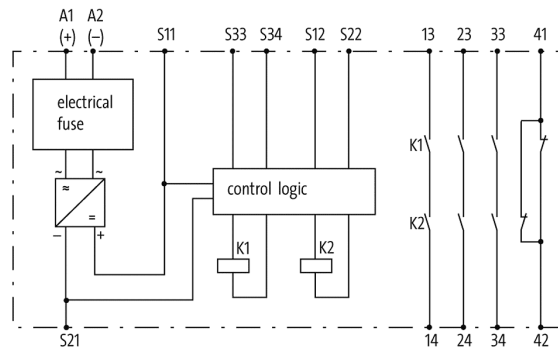 A1 A2
(+) (–) S11 S33 S34 S12 S22 13 23 33 41
electrical
fuse
~ ~
≈
=
– +
control logic
K1
K2
K1 K2
S21 14 24 34 42